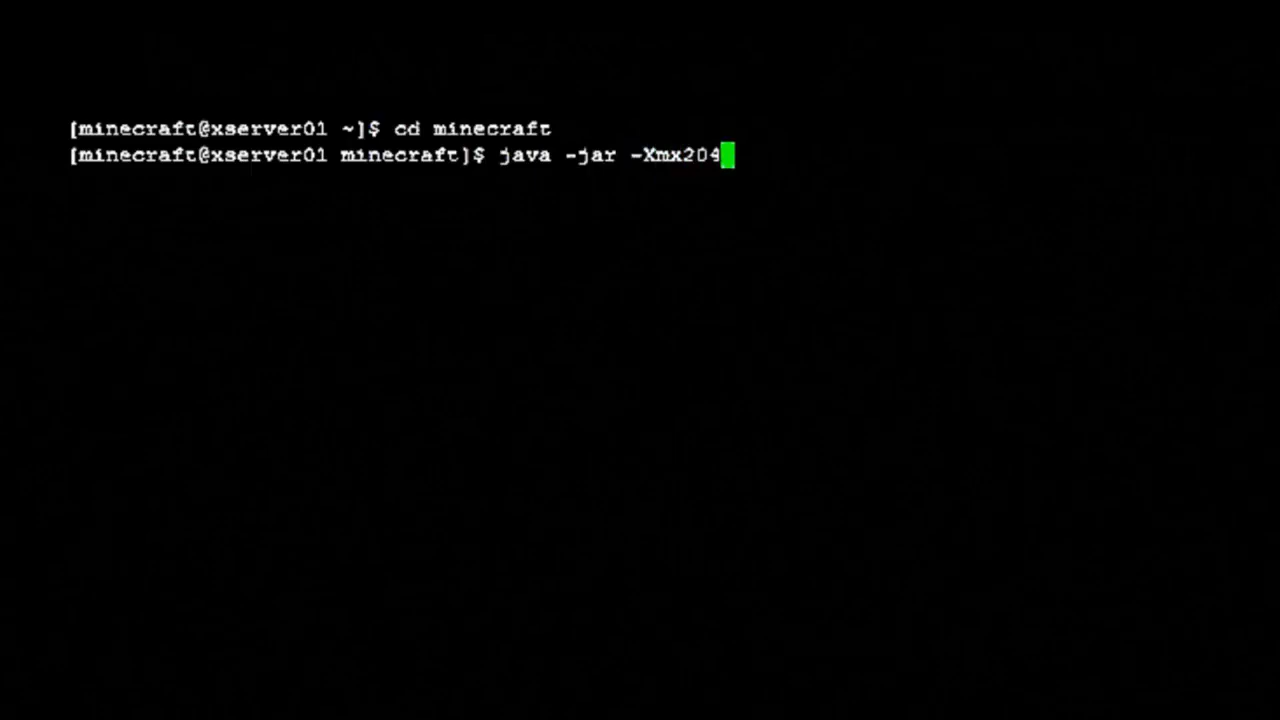 [minecraft@xserver01 ~]$ cd minecraft
[minecraft@xserver01 minecraft]$ java -jar -Xmx204